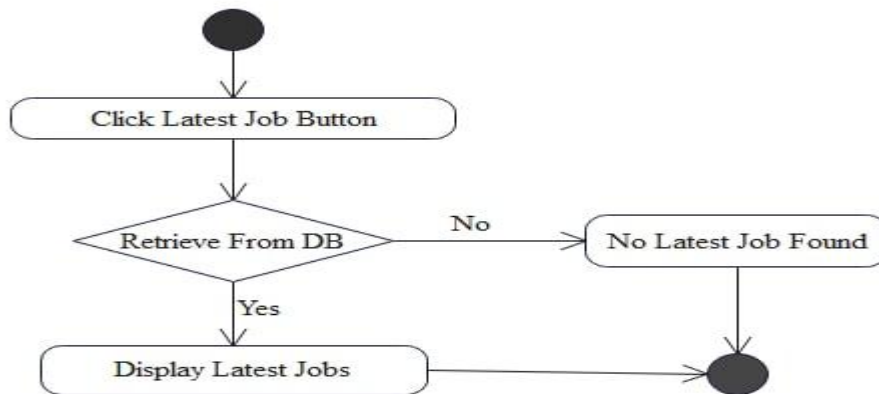 Click Latest Job Button
Retrieve From DB
No
No Latest Job Found
Yes
Display Latest Jobs